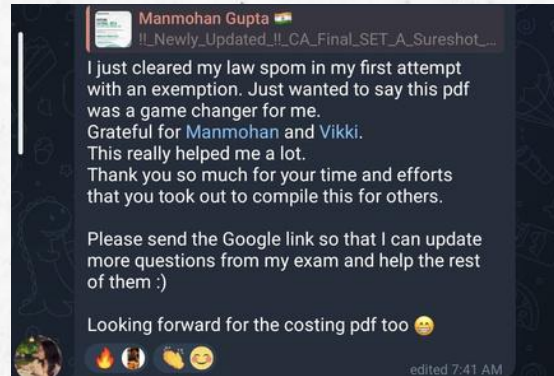 Manmohan Gupta 🇮🇳
!!_Newly_Updated_!!_CA_Final_SET_A_Sureshot_...
I just cleared my law spom in my first attempt
with an exemption. Just wanted to say this pdf
was a game changer for me.
Grateful for Manmohan and Vikki.
This really helped me a lot.
Thank you so much for your time and efforts
that you took out to compile this for others.
Please send the Google link so that I can update
more questions from my exam and help the rest
of them :)
Looking forward for the costing pdf too 😁
edited 7:41 AM